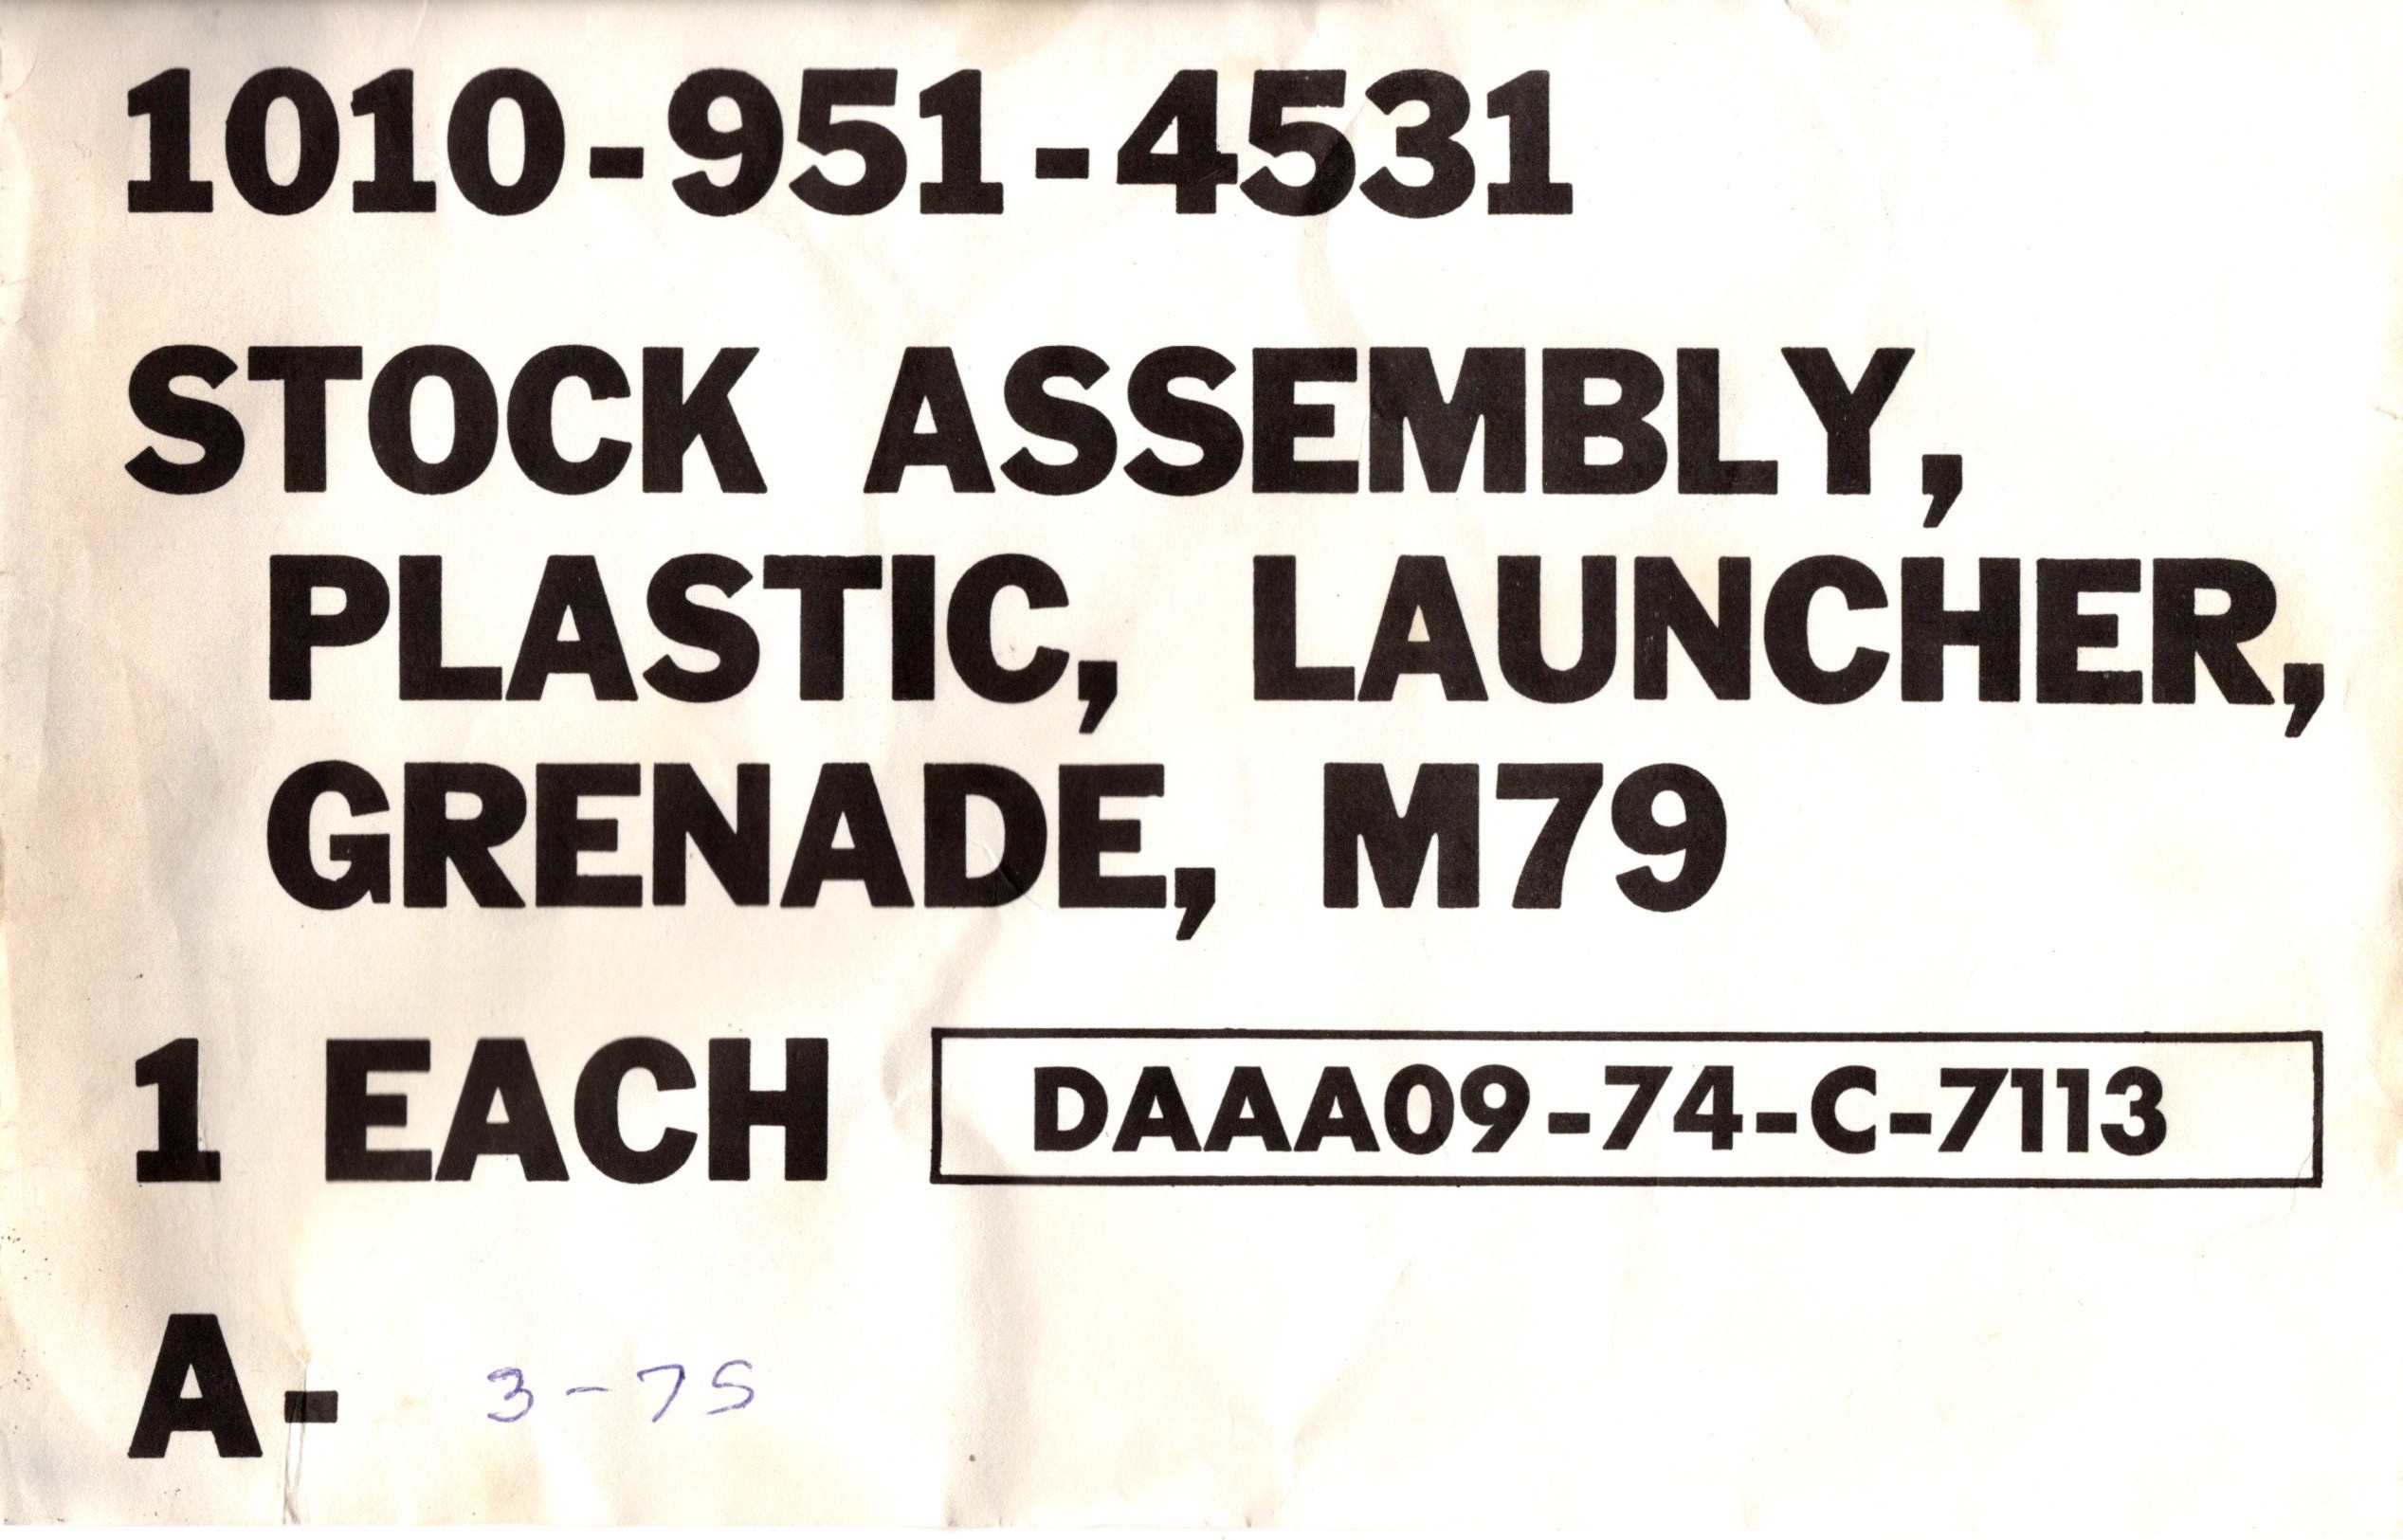 1010-951-4531
STOCK ASSEMBLY,
PLASTIC, LAUNCHER,
GRENADE, M79
1 EACH DAAA09-74-C-7113
A- 3-75